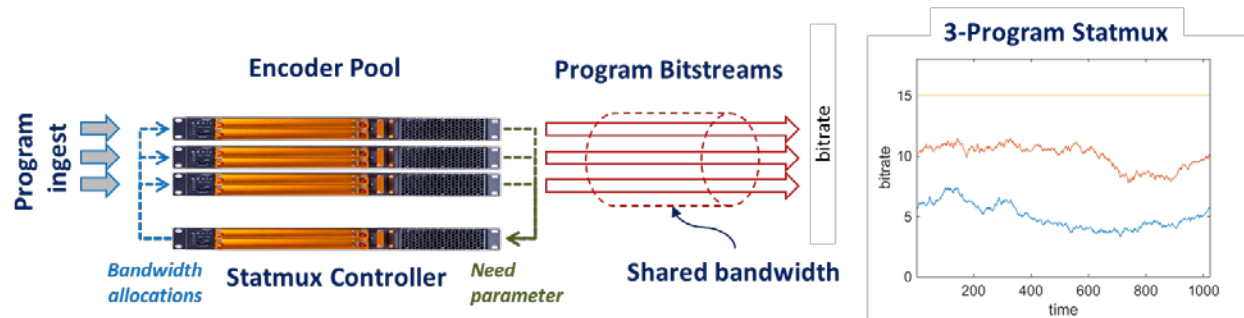 Encoder Pool
Program
ingest
Bandwidth
allocations
Statmux Controller
Need
parameter
Program Bitstreams
Shared bandwidth
bitrate
3-Program Statmux
15
10
5
0
bitrate
200
400
600
800
1000
time